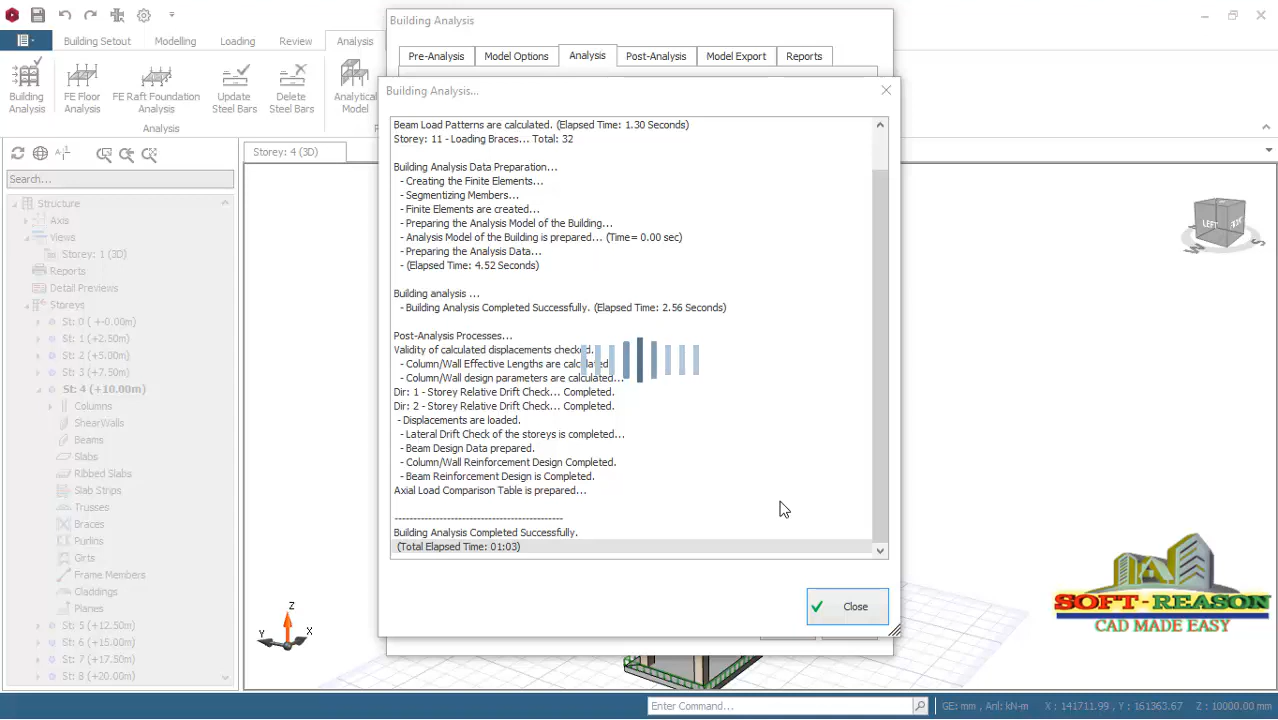 Building Analysis
Building Setout
Modelling
Loading
Review
Analysis
Pre-Analysis
Model Options
Analysis
Post-Analysis
Model Export
Reports
Building
Analysis
FE Floor
Analysis
FE Raft Foundation
Analysis
Update
Steel Bars
Delete
Steel Bars
Analytical
Model
Analysis
Building Analysis...
Storey: 4 (3D)
Search...
Structure
Axis
Views
Storey: 1 (3D)
Reports
Detail Previews
Storeys
St: 0 ( +-0.00m)
St: 1 (+2.50m)
St: 2 (+5.00m)
St: 3 (+7.50m)
St: 4 (+10.00m)
Columns
ShearWalls
Beams
Slabs
Ribbed Slabs
Slab Strips
Trusses
Braces
Purlins
Girts
Frame Members
Claddings
Planes
St: 5 (+12.50m)
St: 6 (+15.00m)
St: 7 (+17.50m)
St: 8 (+20.00m)
Beam Load Patterns are calculated. (Elapsed Time: 1.30 Seconds)
Storey: 11 - Loading Braces... Total: 32
Building Analysis Data Preparation...
- Creating the Finite Elements...
- Segmentizing Members...
- Finite Elements are created...
- Preparing the Analysis Model of the Building...
- Analysis Model of the Building is prepared... (Time= 0.00 sec)
- Preparing the Analysis Data...
- (Elapsed Time: 4.52 Seconds)
Building analysis ...
- Building Analysis Completed Successfully. (Elapsed Time: 2.56 Seconds)
Post-Analysis Processes...
Validity of calculated displacements checked.
- Column/Wall Effective Lengths are calculated
- Column/Wall design parameters are calculated...
Dir: 1 - Storey Relative Drift Check... Completed.
Dir: 2 - Storey Relative Drift Check... Completed.
- Displacements are loaded.
- Lateral Drift Check of the storeys is completed...
- Beam Design Data prepared.
- Column/Wall Reinforcement Design Completed.
- Beam Reinforcement Design is Completed.
Axial Load Comparison Table is prepared...
---------------------------------------------
Building Analysis Completed Successfully.
(Total Elapsed Time: 01:03)
Close
LEFT
S
Z
Y
X
SOFT-REASON
CAD MADE EASY
Enter Command...
GE: mm , Anl: kN-m
X : 141711.99 , Y : 161363.67
Z : 10000.00 mm